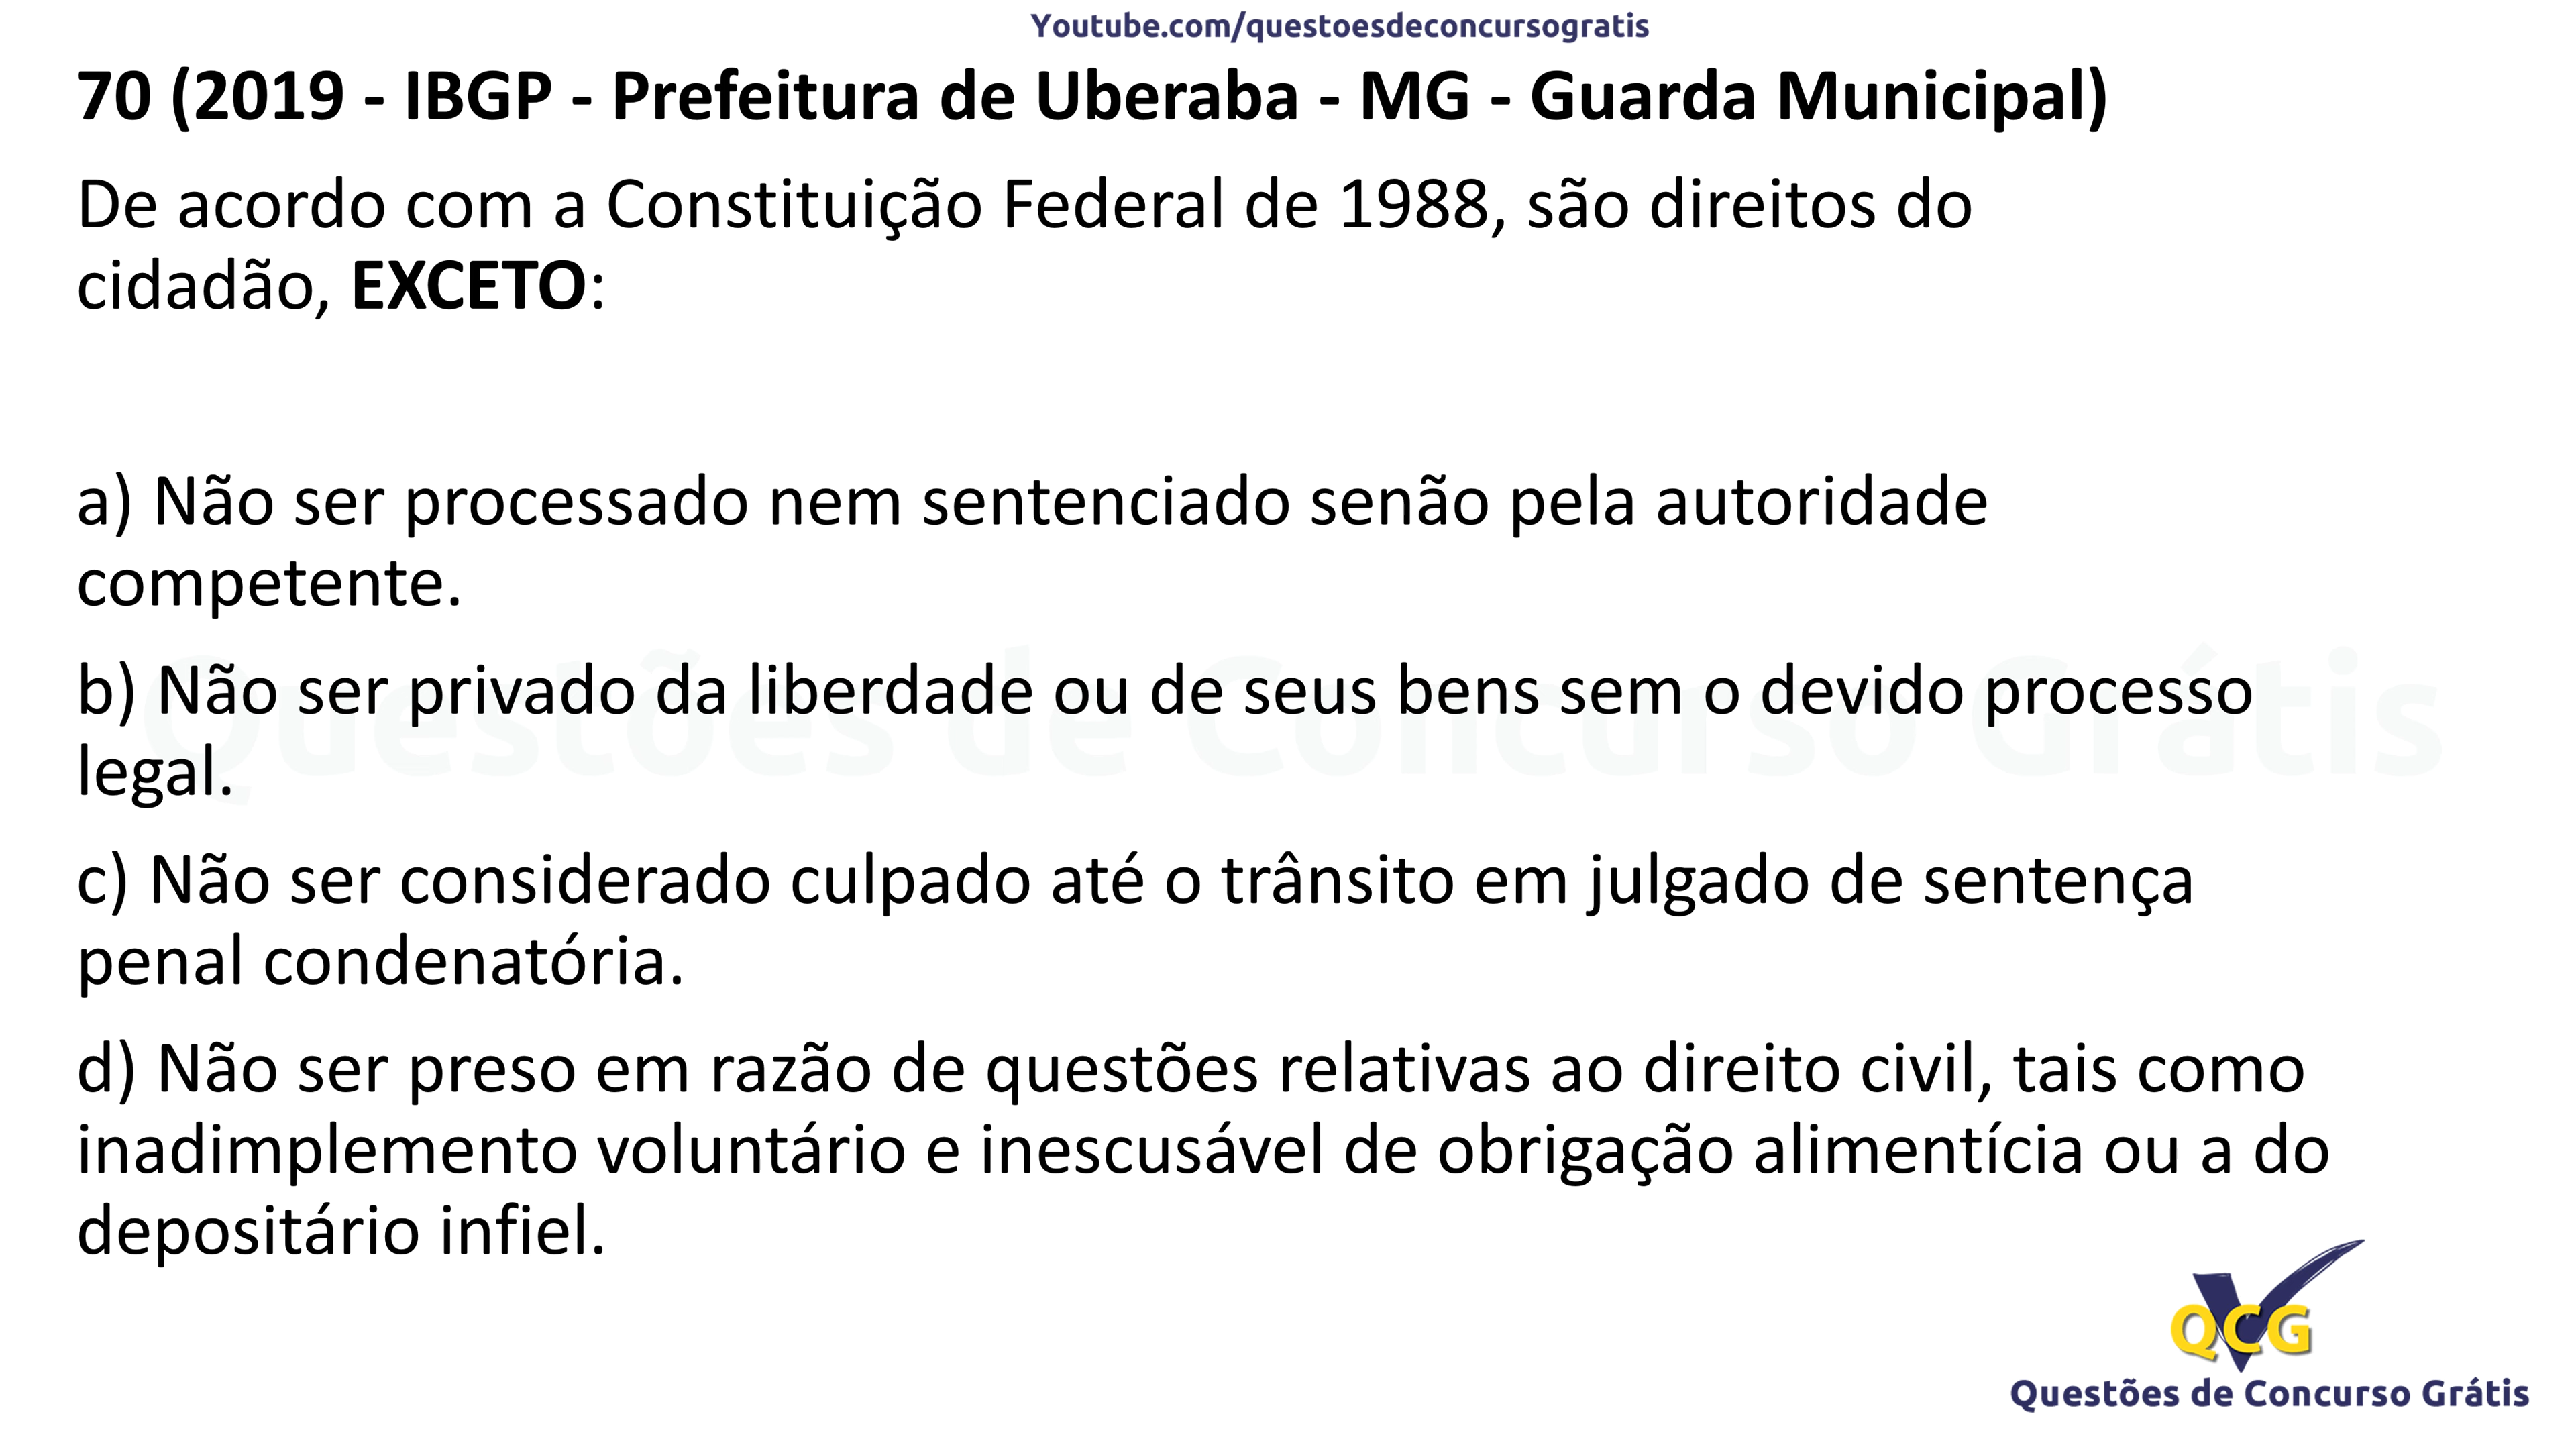 Youtube.com/questoesdeconcursogratis
70 (2019 - IBGP - Prefeitura de Uberaba - MG - Guarda Municipal)
De acordo com a Constituição Federal de 1988, são direitos do
cidadão, EXCETO:
a) Não ser processado nem sentenciado senão pela autoridade
competente.
Questões de Concurso Grátis
b) Não ser privado da liberdade ou de seus bens sem o devido processo
legal.
c) Não ser considerado culpado até o trânsito em julgado de sentença
penal condenatória.
d) Não ser preso em razão de questões relativas ao direito civil, tais como
inadimplemento voluntário e inescusável de obrigação alimentícia ou a do
depositário infiel.
QCG
Questões de Concurso Grátis